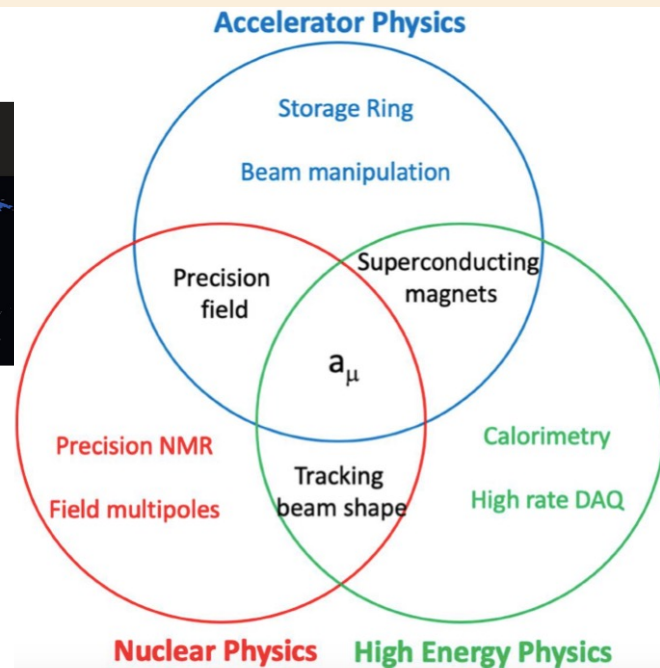 Accelerator Physics
Storage Ring
Beam manipulation
Precision
field
Superconducting
magnets
aμ
Precision NMR
Field multipoles
Tracking
beam shape
Calorimetry
High rate DAQ
Nuclear Physics
High Energy Physics